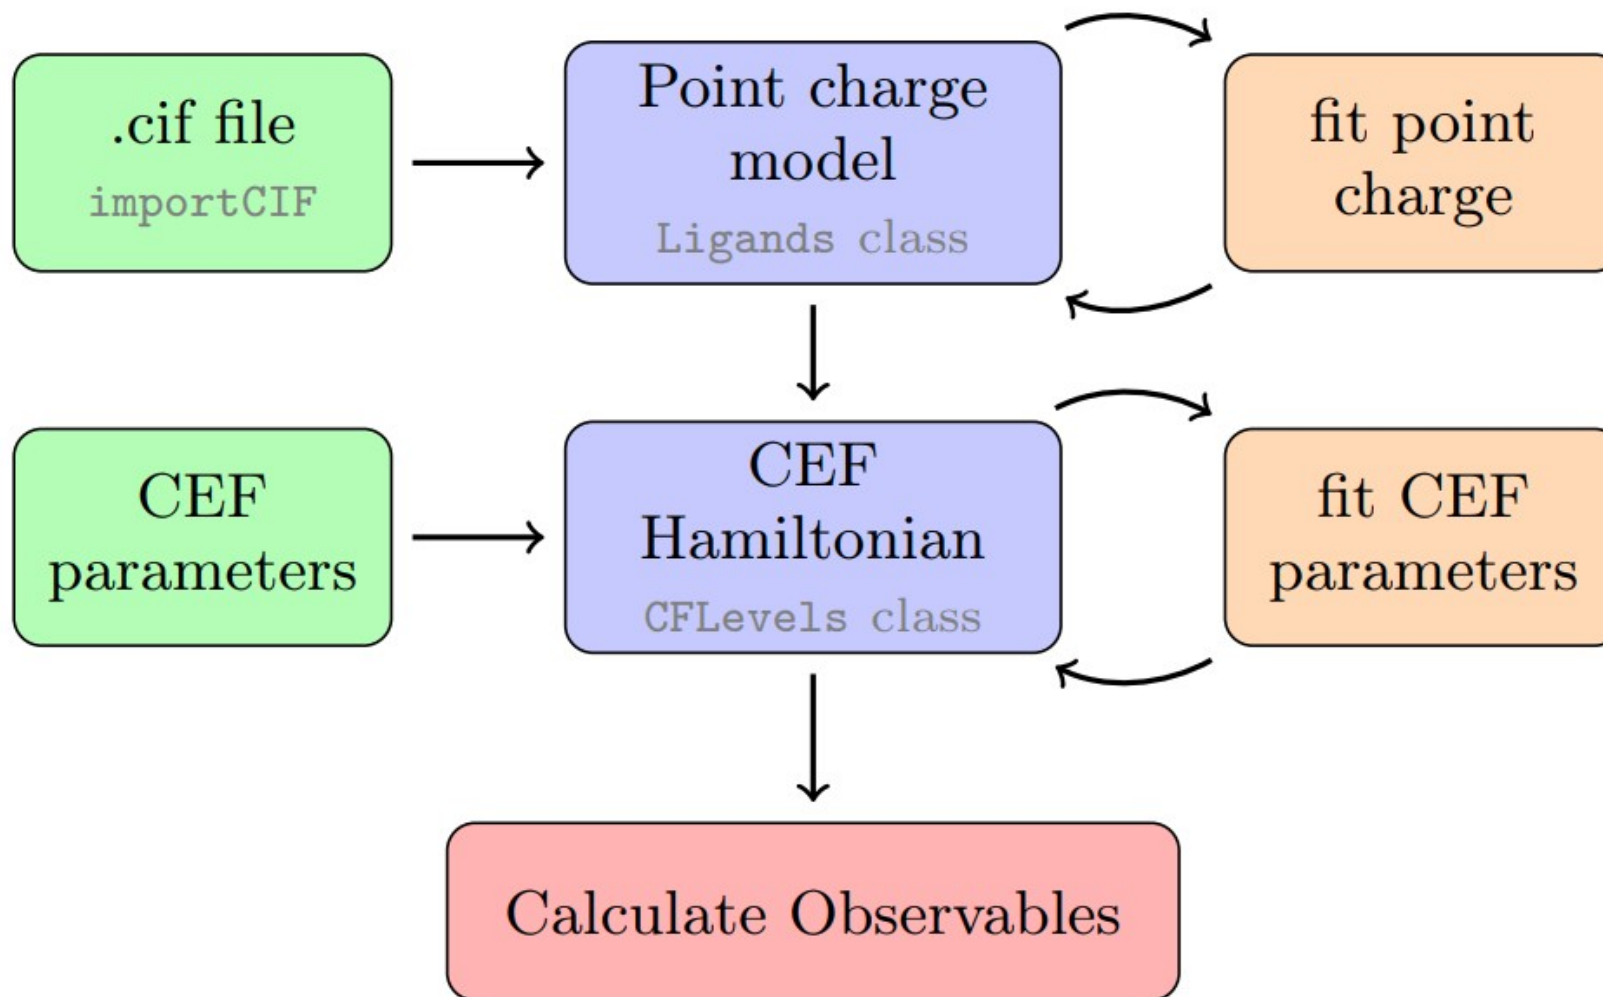 .cif file
importCIF
Point charge
model
Ligands class
fit point
charge
CEF
parameters
CEF
Hamiltonian
CFLevels class
fit CEF
parameters
Calculate Observables